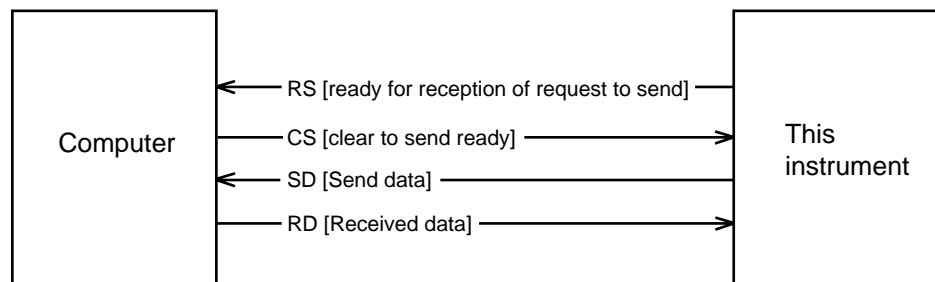 RS [ready for reception of request to send]
Computer
CS [clear to send ready]
This
instrument
SD [Send data]
RD [Received data]